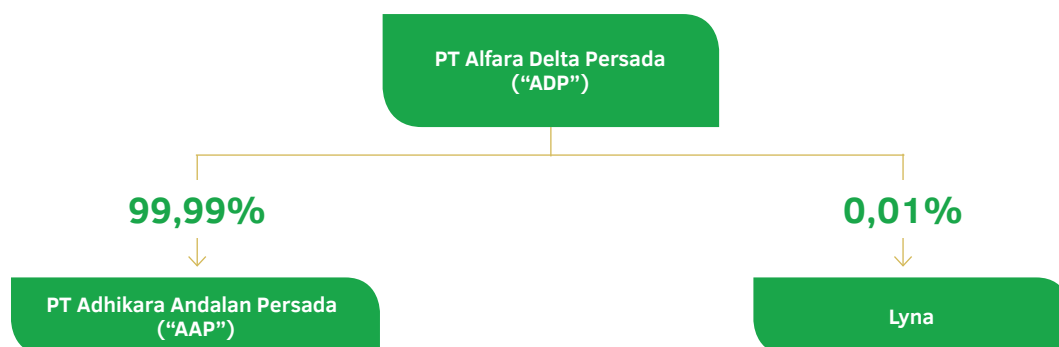 PT Alfara Delta Persada
(“ADP”)
99,99%
0,01%
PT Adhikara Andalan Persada
(“AAP”)
Lyna